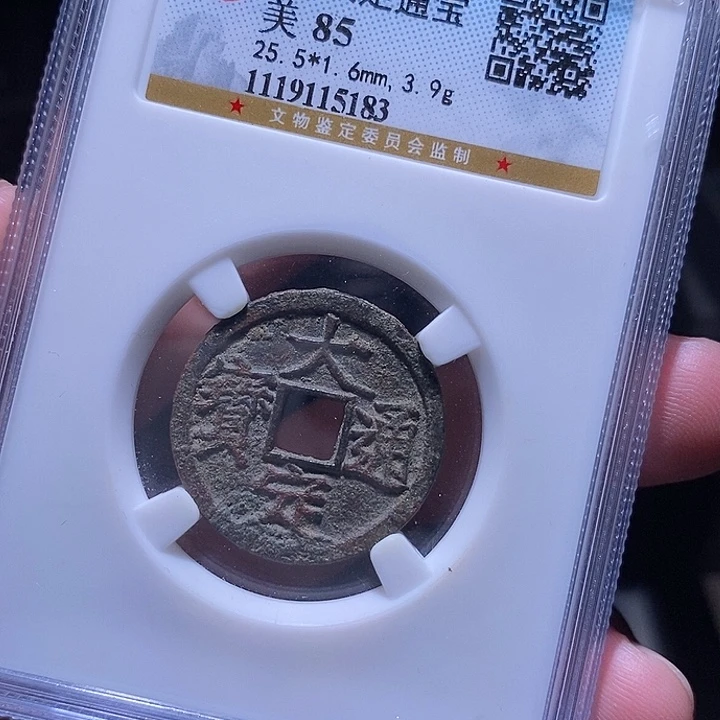 定通宝
美 85
25.5*1.6mm, 3.9g
1119115183
★ 文物鉴定委员会监制 ★
大定通寶